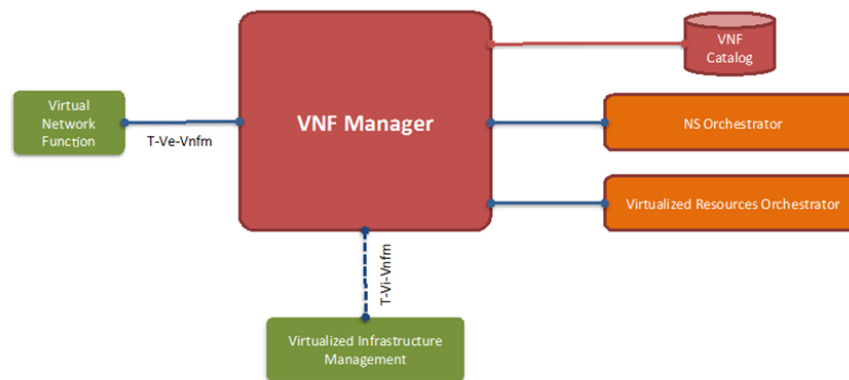 VNF
Catalog
Virtual
Network
Function
T-Ve-Vnfm
VNF Manager
NS Orchestrator
Virtualized Resources Orchestrator
T-Vi-Vnfm
Virtualized Infrastructure
Management